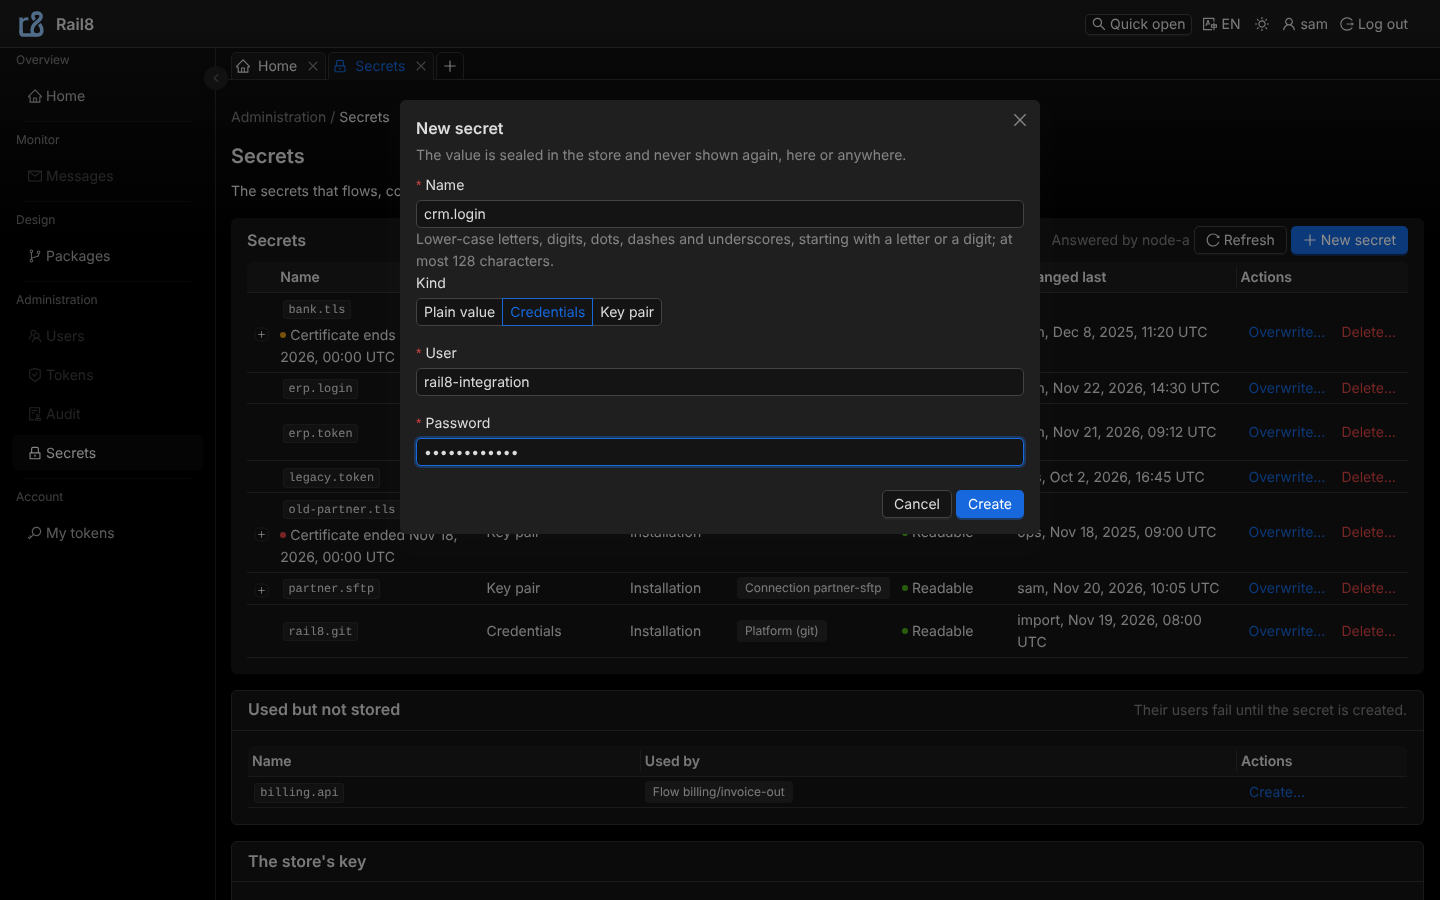 Rail8
Quick open
EN
sam
Log out
Overview
Home
Monitor
Messages
Design
Packages
Administration
Users
Tokens
Audit
Secrets
Account
My tokens
Home
Secrets
Administration / Secrets
Secrets
The secrets that flows,
Secrets
Answered by node-a
Refresh
New secret
Name
last
Actions
bank.tls
Certificate ends
2026, 00:00 UTC
Dec 8, 2025, 11:20 UTC
Overwrite...
Delete...
erp.login
Nov 22, 2026, 14:30 UTC
Overwrite...
Delete...
erp.token
Nov 21, 2026, 09:12 UTC
Overwrite...
Delete...
legacy.token
Oct 2, 2026, 16:45 UTC
Overwrite...
Delete...
old-partner.tls
Certificate ended Nov 18,
2026, 00:00 UTC
Key pair
Installation
Readable
ops, Nov 18, 2025, 09:00 UTC
Overwrite...
Delete...
partner.sftp
Key pair
Installation
Connection partner-sftp
Readable
sam, Nov 20, 2026, 10:05 UTC
Overwrite...
Delete...
rail8.git
Credentials
Installation
Platform (git)
Readable
import, Nov 19, 2026, 08:00
UTC
Overwrite...
Delete...
New secret
The value is sealed in the store and never shown again, here or anywhere.
* Name
crm.login
Lower-case letters, digits, dots, dashes and underscores, starting with a letter or a digit; at
most 128 characters.
Kind
Plain value
Credentials
Key pair
* User
rail8-integration
* Password
••••••••••••
Cancel
Create
Used but not stored
Their users fail until the secret is created.
Name
Used by
Actions
billing.api
Flow billing/invoice-out
Create...
The store's key